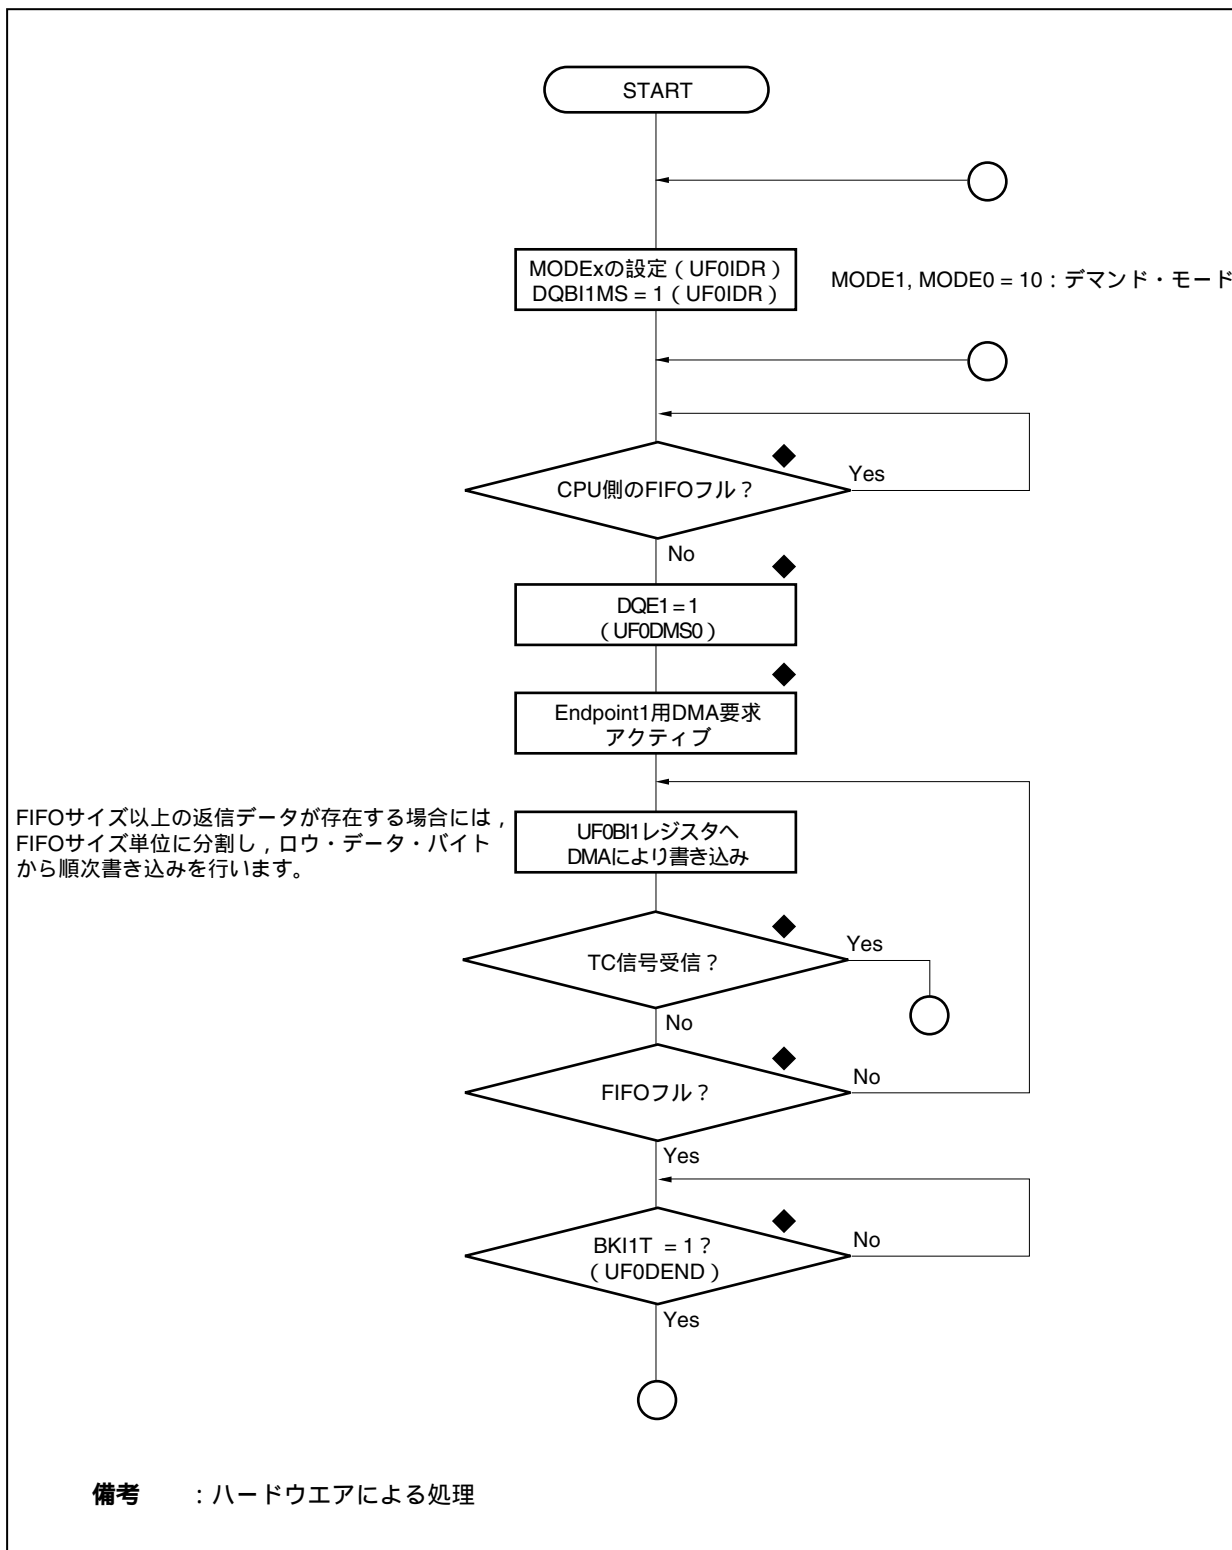 START
MODExの設定（UF0IDR）
DQBI1MS = 1（UF0IDR）
MODE1, MODE0 = 10：デマンド・モード
CPU側のFIFOフル？
Yes
No
DQE1 = 1
（UF0DMS0）
Endpoint1用DMA要求
アクティブ
FIFOサイズ以上の返信データが存在する場合には，
FIFOサイズ単位に分割し，ロウ・データ・バイト
から順次書き込みを行います。
UF0BI1レジスタへ
DMAにより書き込み
TC信号受信？
Yes
No
FIFOフル？
No
Yes
BKI1T = 1？
（UF0DEND）
No
Yes
備考 ：ハードウエアによる処理